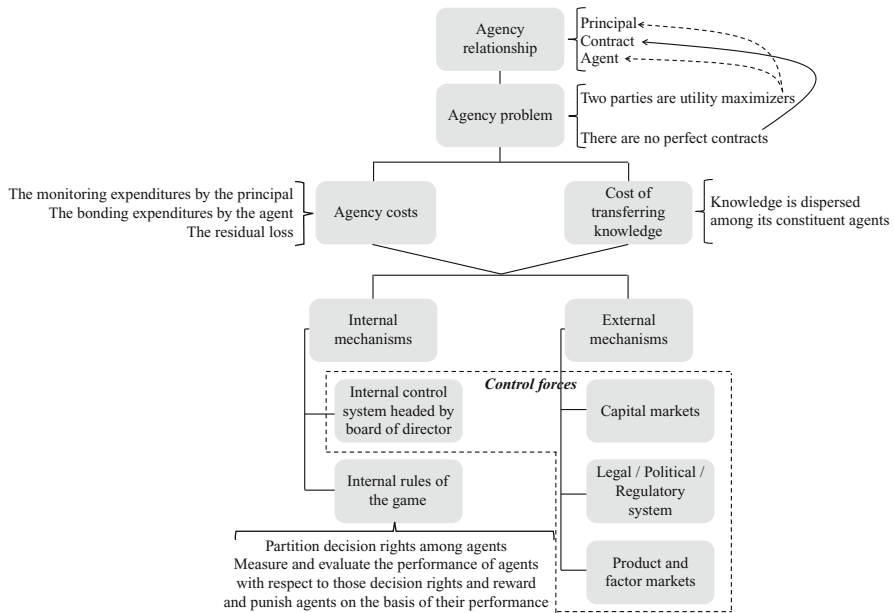 Agency
relationship
Principal
Contract
Agent
Agency problem
Two parties are utility maximizers
There are no perfect contracts
The monitoring expenditures by the principal
The bonding expenditures by the agent
The residual loss
Agency costs
Cost of
transferring
knowledge
Knowledge is dispersed
among its constituent agents
Internal
mechanisms
External
mechanisms
Control forces
Internal control
system headed by
board of director
Capital markets
Internal rules of
the game
Legal / Political /
Regulatory
system
Partition decision rights among agents
Measure and evaluate the performance of agents
with respect to those decision rights and reward
and punish agents on the basis of their performance
Product and
factor markets